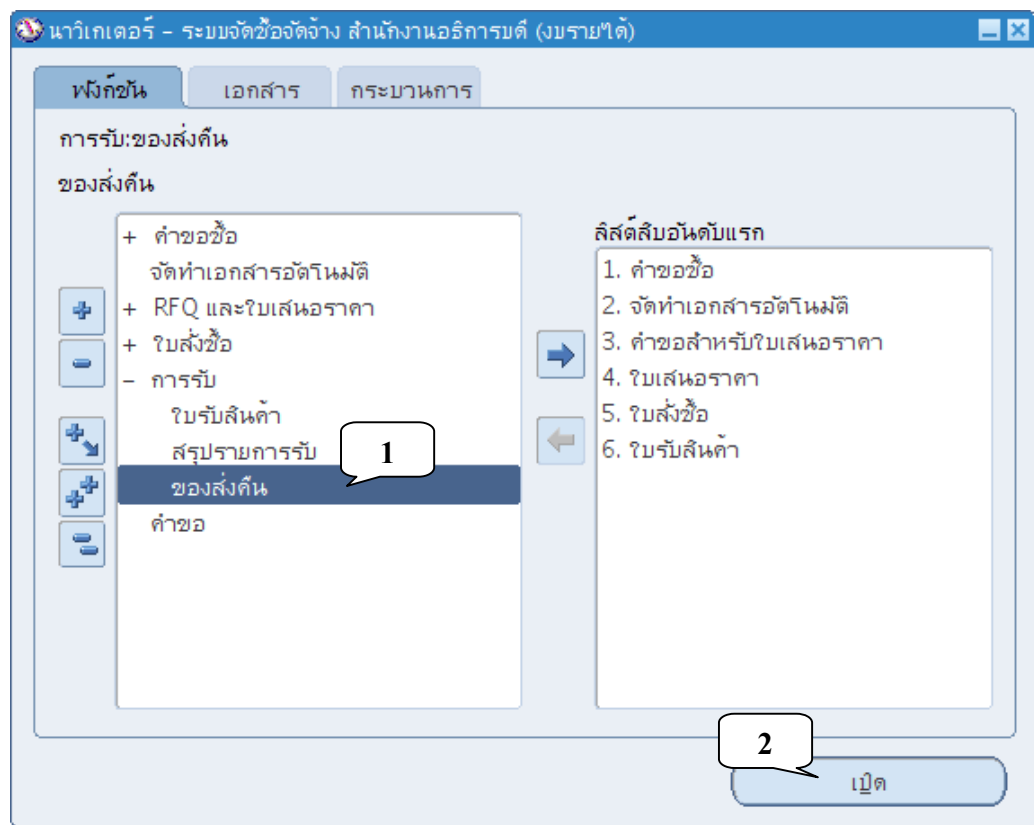 นาวิเกเตอร์ - ระบบจัดซื้อจัดจ้าง สำนักงานอธิการบดี (งบรายได้)
ฟังก์ชัน เอกสาร กระบวนการ
การรับ:ของส่งคืน
ของส่งคืน
+ คำขอซื้อ
จัดทำเอกสารอัตโนมัติ
+ RFQ และใบเสนอราคา
+ ใบสั่งซื้อ
- การรับ
ใบรับสินค้า
สรุปรายการรับ
ของส่งคืน
คำขอ
1
ลิสต์สิบอันดับแรก
1. คำขอซื้อ
2. จัดทำเอกสารอัตโนมัติ
3. คำขอสำหรับใบเสนอราคา
4. ใบเสนอราคา
5. ใบสั่งซื้อ
6. ใบรับสินค้า
2
เปิด